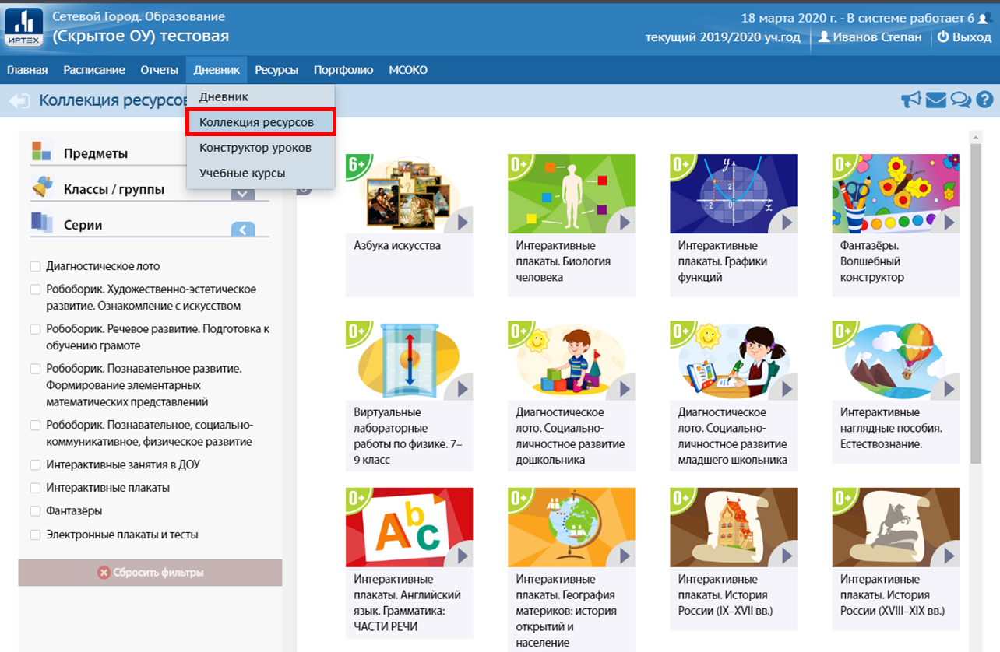 Сетевой Город. Образование
(Скрытое ОУ) тестовая
ИРТЕХ
18 марта 2020 г. - В системе работает 6
текущий 2019/2020 уч.год
Иванов Степан
Выход
Главная
Расписание
Отчеты
Дневник
Ресурсы
Портфолио
МСОКО
Коллекция ресурсов
Дневник
Коллекция ресурсов
Конструктор уроков
Учебные курсы
Предметы
Классы / группы
Серии
Диагностическое лото
Робоборик. Художественно-эстетическое
развитие. Ознакомление с искусством
Робоборик. Речевое развитие. Подготовка к
обучению грамоте
Робоборик. Познавательное развитие.
Формирование элементарных
математических представлений
Робоборик. Познавательное, социально-
коммуникативное, физическое развитие
Интерактивные занятия в ДОУ
Интерактивные плакаты
Фантазёры
Электронные плакаты и тесты
Сбросить фильтры
6+
Азбука искусства
0+
Интерактивные
плакаты. Биология
человека
0+
y
2
-2
0
x
Интерактивные
плакаты. Графики
функций
0+
Фантазёры.
Волшебный
конструктор
0+
Виртуальные
лабораторные
работы по физике. 7–
9 класс
0+
Диагностическое
лото. Социально-
личностное развитие
дошкольника
0+
Диагностическое
лото. Социально-
личностное развитие
младшего школьника
0+
Интерактивные
наглядные пособия.
Естествознание.
0+
Abc
Интерактивные
плакаты. Английский
язык. Грамматика:
ЧАСТИ РЕЧИ
0+
Интерактивные
плакаты. География
материков: история
открытий и
население
0+
Интерактивные
плакаты. История
России (IX–XVII вв.)
0+
Интерактивные
плакаты. История
России (XVIII–XIX вв.)